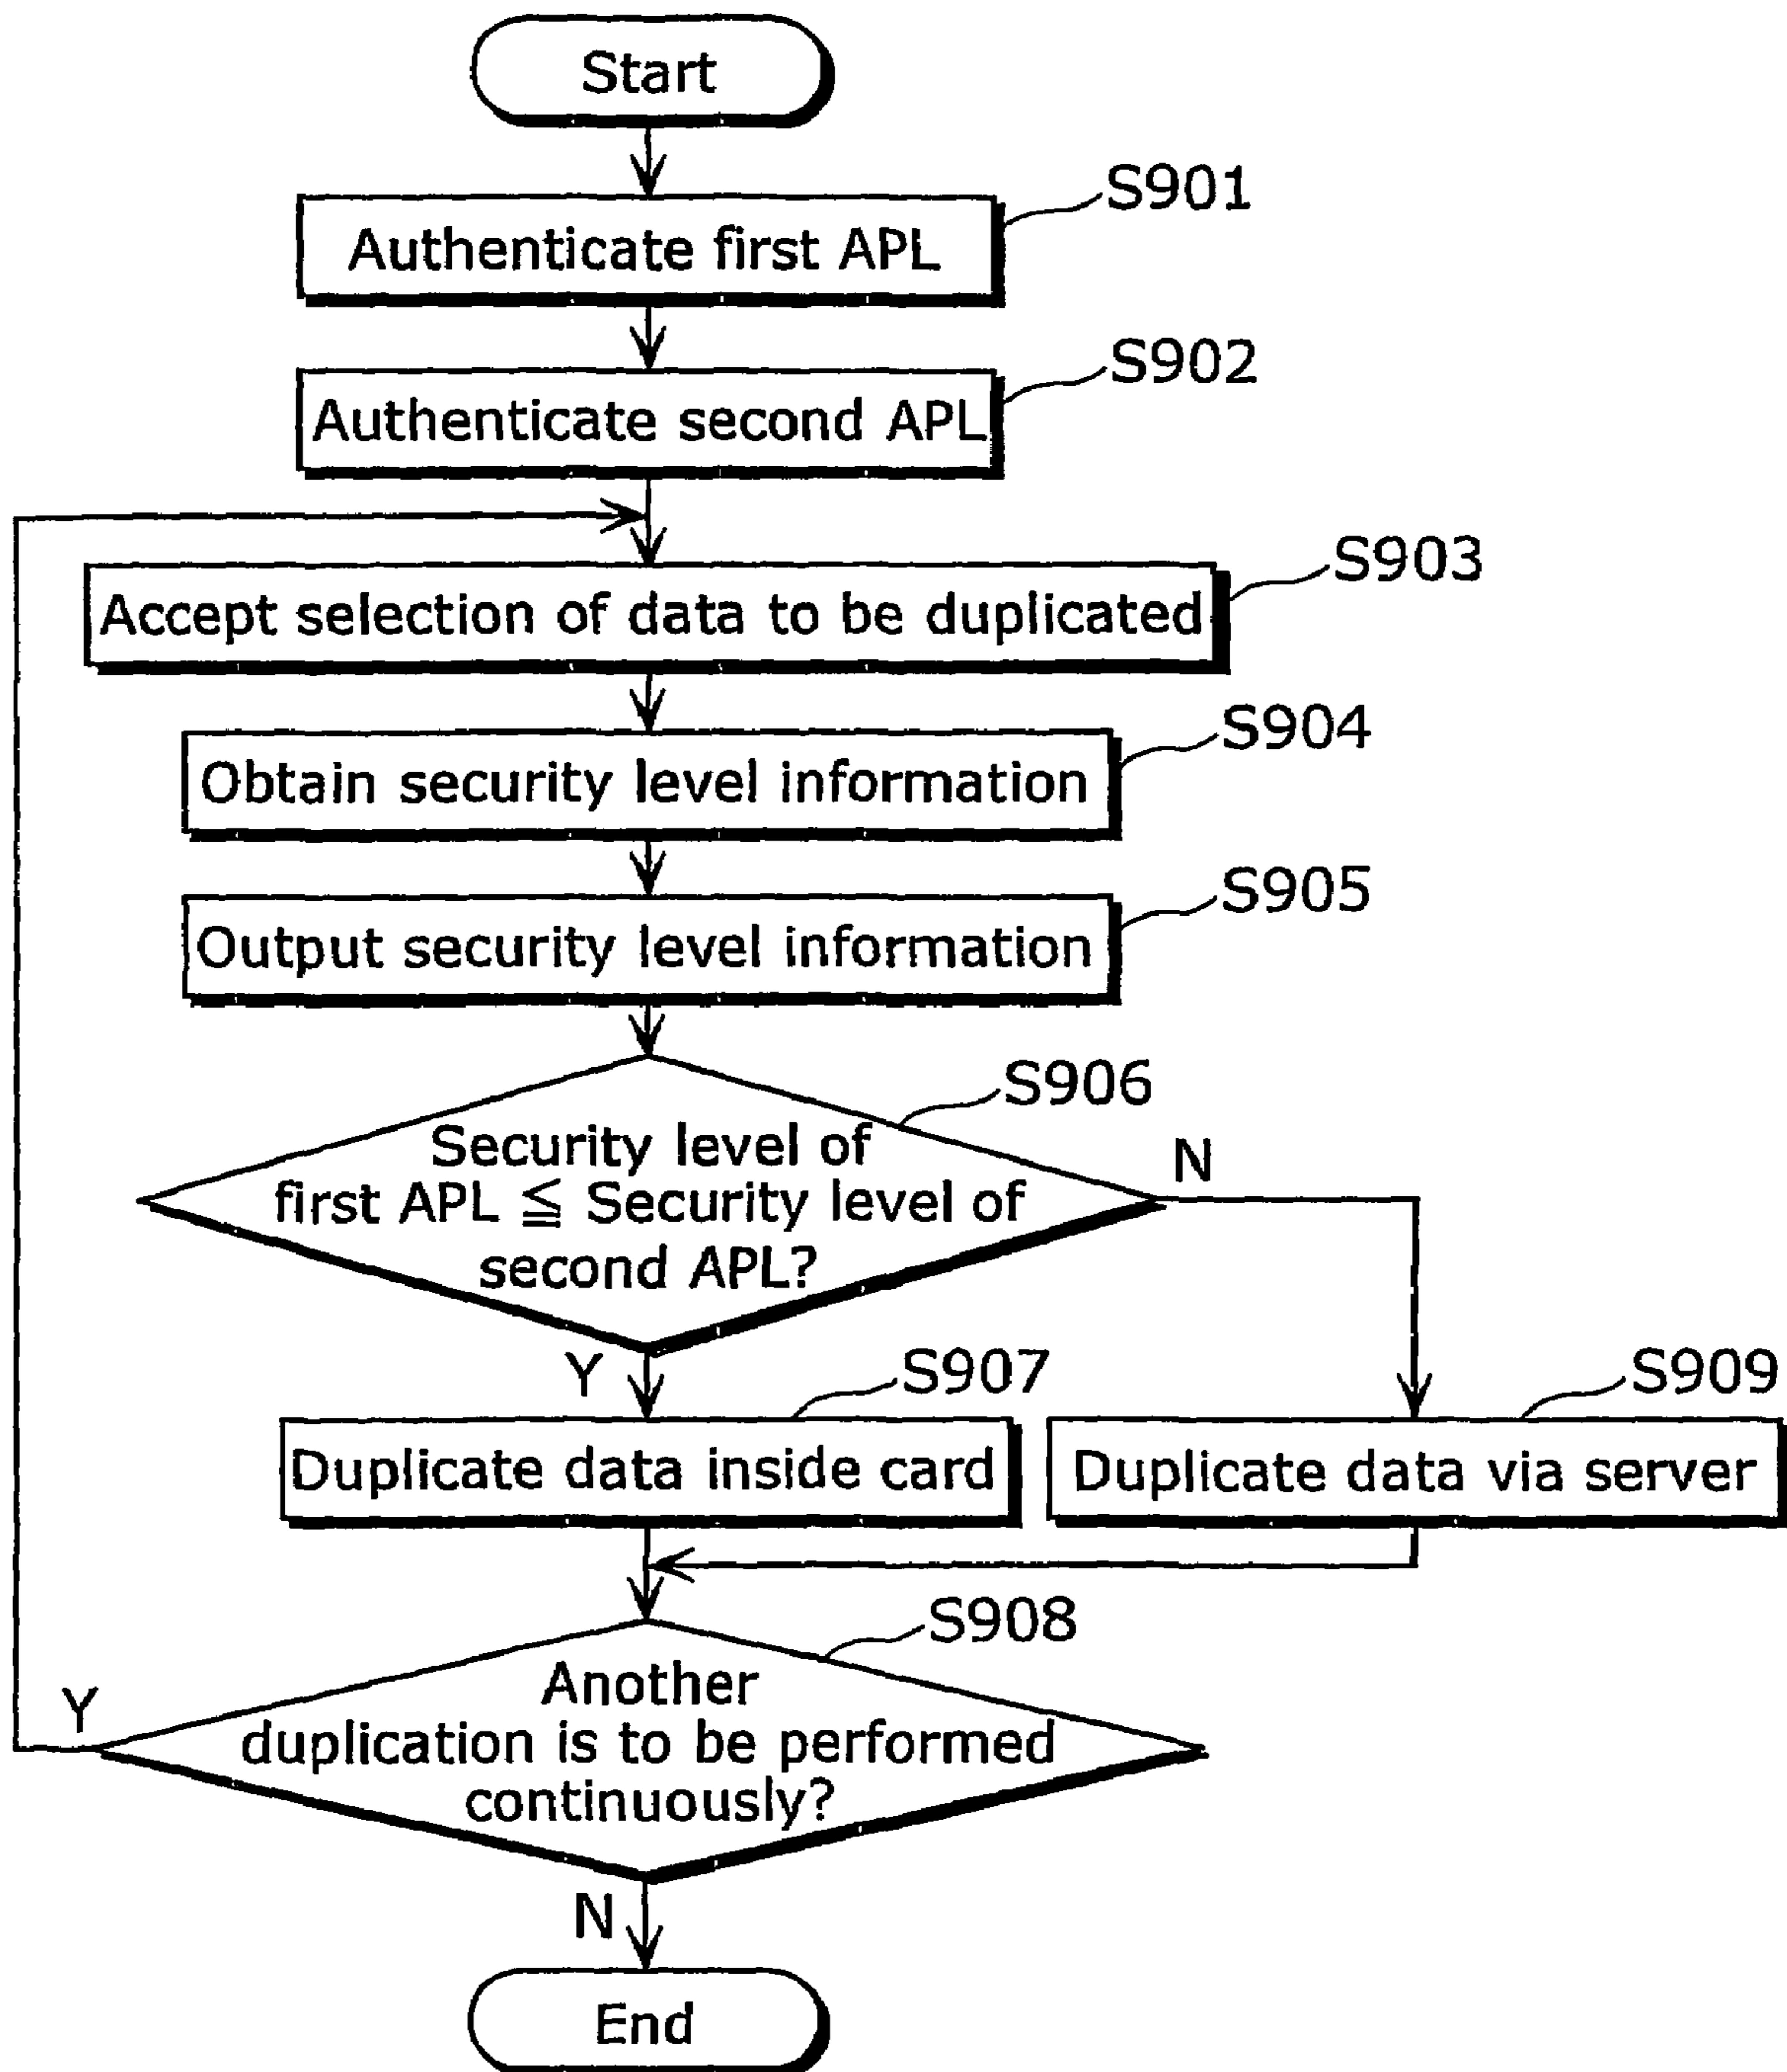 Start
S901
Authenticate first APL
S902
Authenticate second APL
S903
Accept selection of data to be duplicated
S904
Obtain security level information
S905
Output security level information
S906
Security level of
first APL ≦ Security level of
second APL?
N
Y
S907
Duplicate data inside card
S909
Duplicate data via server
S908
Another
duplication is to be performed
continuously?
Y
N
End